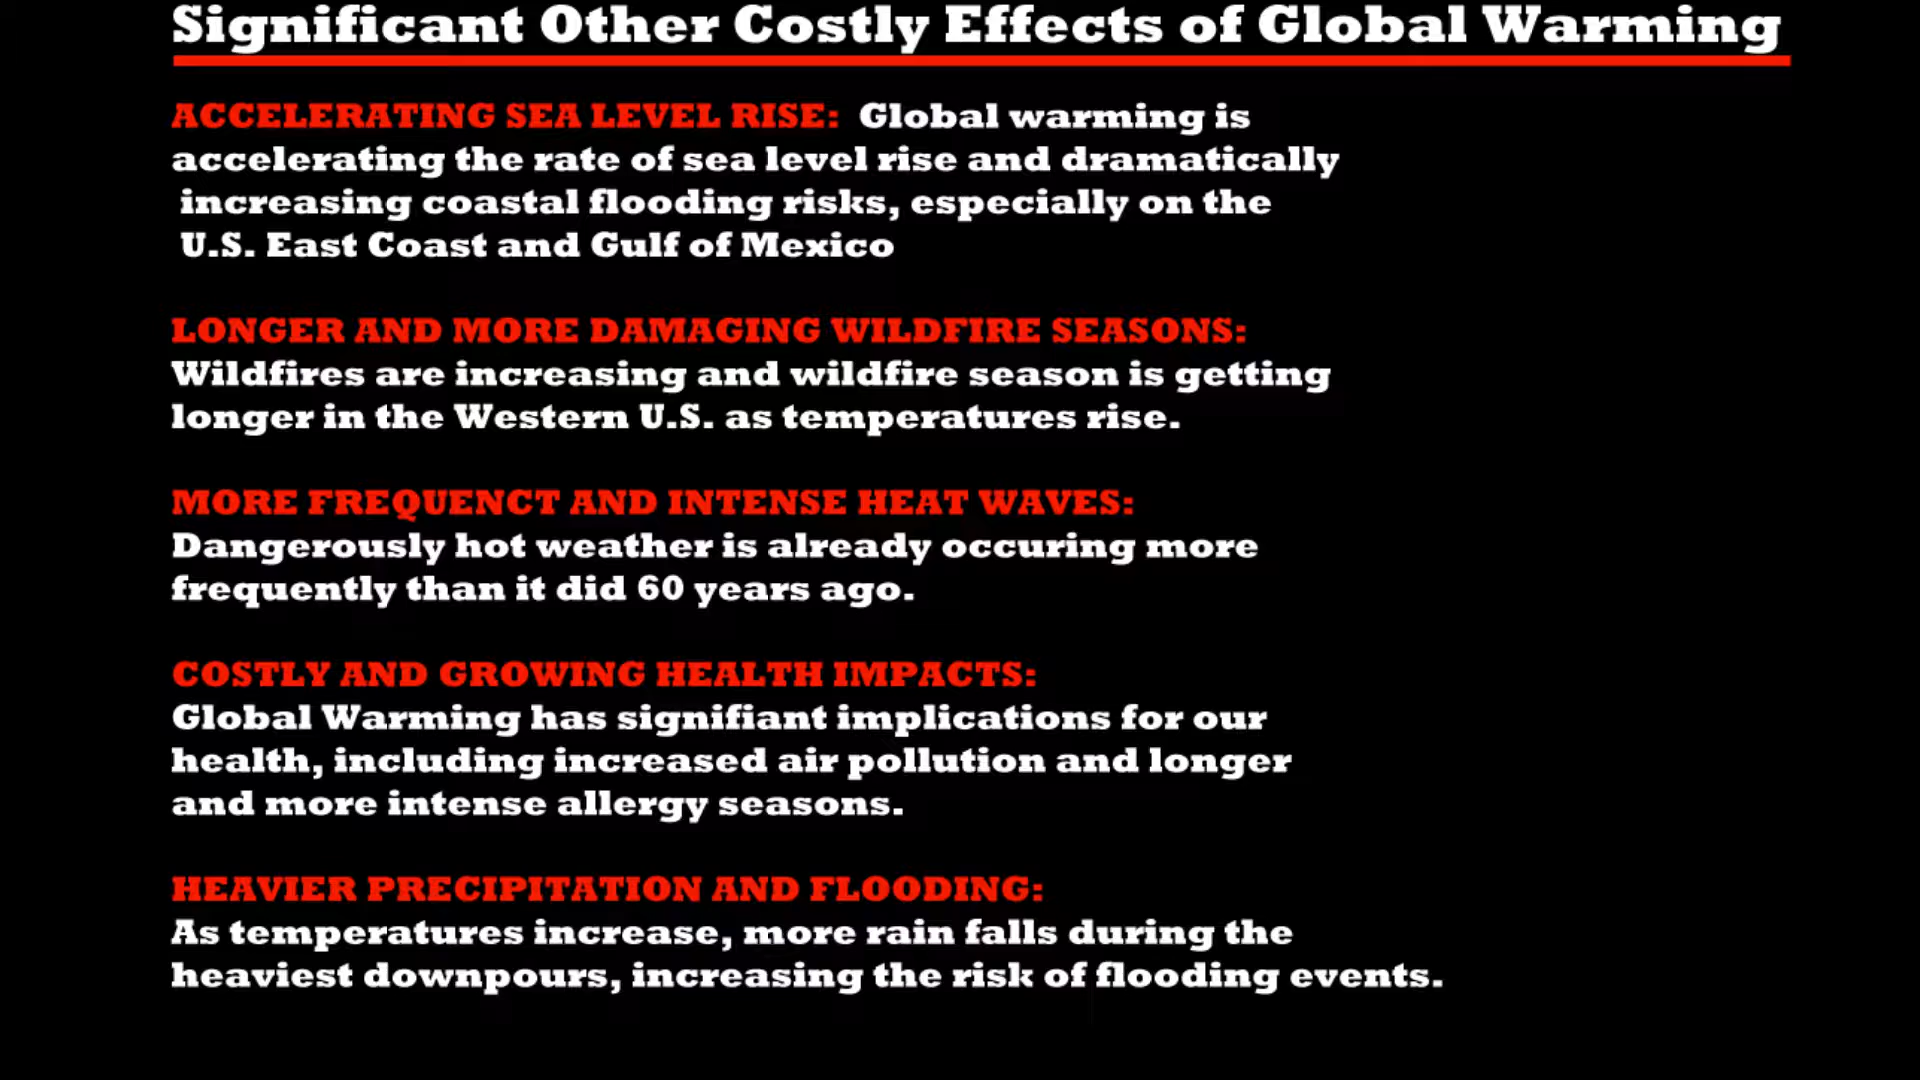 Significant Other Costly Effects of Global Warming
ACCELERATING SEA LEVEL RISE: Global warming is
accelerating the rate of sea level rise and dramatically
increasing coastal flooding risks, especially on the
U.S. East Coast and Gulf of Mexico
LONGER AND MORE DAMAGING WILDFIRE SEASONS:
Wildfires are increasing and wildfire season is getting
longer in the Western U.S. as temperatures rise.
MORE FREQUENCT AND INTENSE HEAT WAVES:
Dangerously hot weather is already occuring more
frequently than it did 60 years ago.
COSTLY AND GROWING HEALTH IMPACTS:
Global Warming has signifiant implications for our
health, including increased air pollution and longer
and more intense allergy seasons.
HEAVIER PRECIPITATION AND FLOODING:
As temperatures increase, more rain falls during the
heaviest downpours, increasing the risk of flooding events.